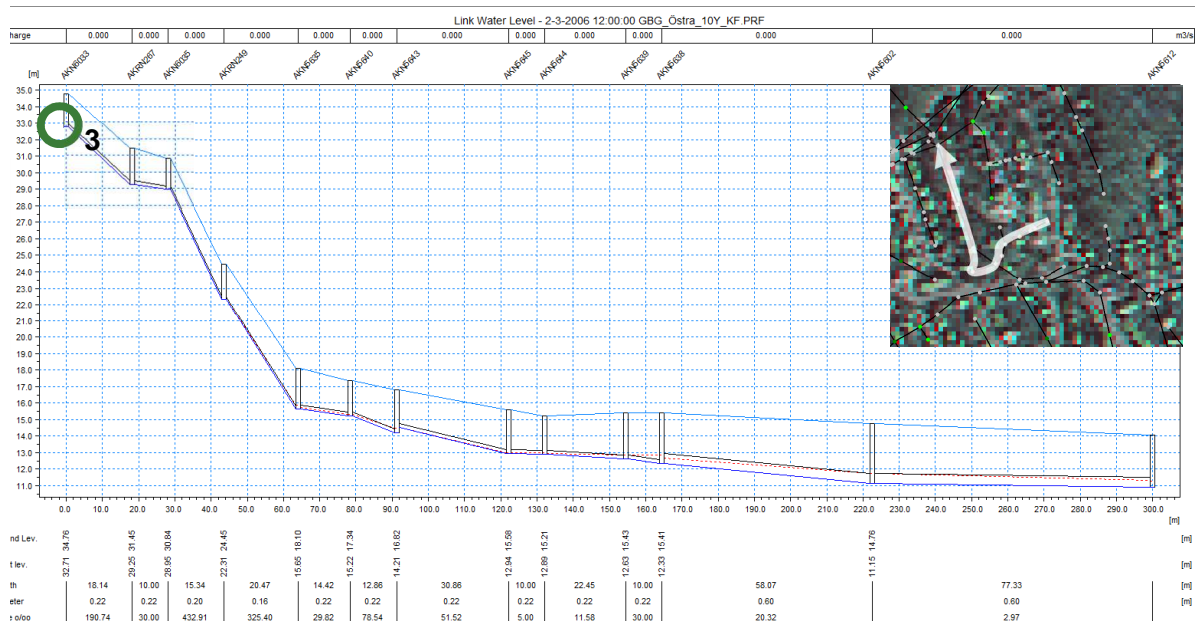 Link Water Level - 2-3-2006 12:00:00 GBG_Östra_10Y_KF.PRF
harge 0.000 0.000 0.000 0.000 0.000 0.000 0.000 0.000 0.000 0.000 0.000 0.000 0.000 m3/s
[m] AKN6033 AKRN267 AKN6035 AKRN249 AKN5635 AKN5640 AKN5643 AKN5645 AKN5644 AKN5639 AKN5638 AKN5602 AKN5612
35.0
34.0
33.0
3
32.0
31.0
30.0
29.0
28.0
27.0
26.0
25.0
24.0
23.0
22.0
21.0
20.0
19.0
18.0
17.0
16.0
15.0
14.0
13.0
12.0
11.0
0.0 10.0 20.0 30.0 40.0 50.0 60.0 70.0 80.0 90.0 100.0 110.0 120.0 130.0 140.0 150.0 160.0 170.0 180.0 190.0 200.0 210.0 220.0 230.0 240.0 250.0 260.0 270.0 280.0 290.0 300.0
[m]
nd Lev. 34.76 31.45 30.84 24.45 18.10 17.34 16.82 15.58 15.21 15.43 15.41 14.76 [m]
t lev. 32.71 29.25 28.95 22.31 15.65 15.22 14.21 12.94 12.89 12.63 12.33 11.15 [m]
th 18.14 10.00 15.34 20.47 14.42 12.86 30.86 10.00 22.45 10.00 58.07 77.33 [m]
eter 0.22 0.22 0.20 0.16 0.22 0.22 0.22 0.22 0.22 0.22 0.60 0.60 [m]
e o/oo 190.74 30.00 432.91 325.40 29.82 78.54 51.52 5.00 11.58 30.00 20.32 2.97